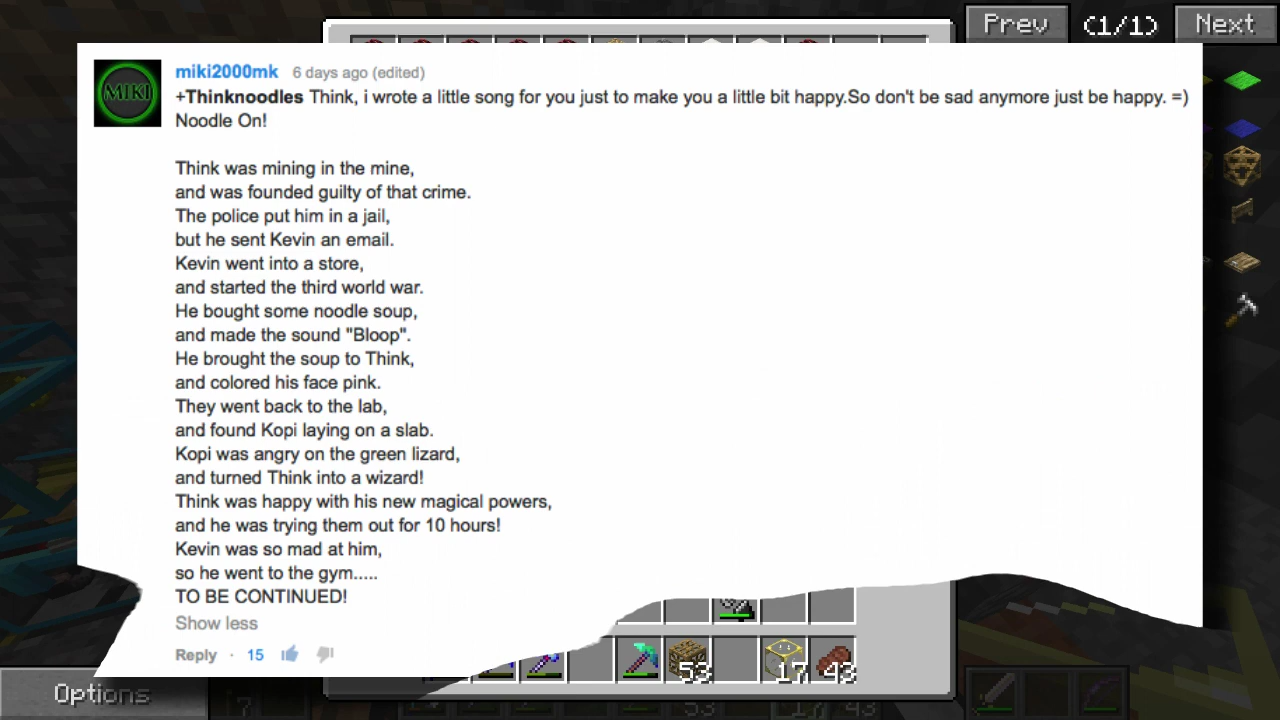 Prev (1/1) Next
MIKI
miki2000mk 6 days ago (edited)
+Thinknoodles Think, i wrote a little song for you just to make you a little bit happy.So don't be sad anymore just be happy. =)
Noodle On!
Think was mining in the mine,
and was founded guilty of that crime.
The police put him in a jail,
but he sent Kevin an email.
Kevin went into a store,
and started the third world war.
He bought some noodle soup,
and made the sound "Bloop".
He brought the soup to Think,
and colored his face pink.
They went back to the lab,
and found Kopi laying on a slab.
Kopi was angry on the green lizard,
and turned Think into a wizard!
Think was happy with his new magical powers,
and he was trying them out for 10 hours!
Kevin was so mad at him,
so he went to the gym.....
TO BE CONTINUED!
Show less
Reply · 15
53 17 43
Options
7 53 17 43